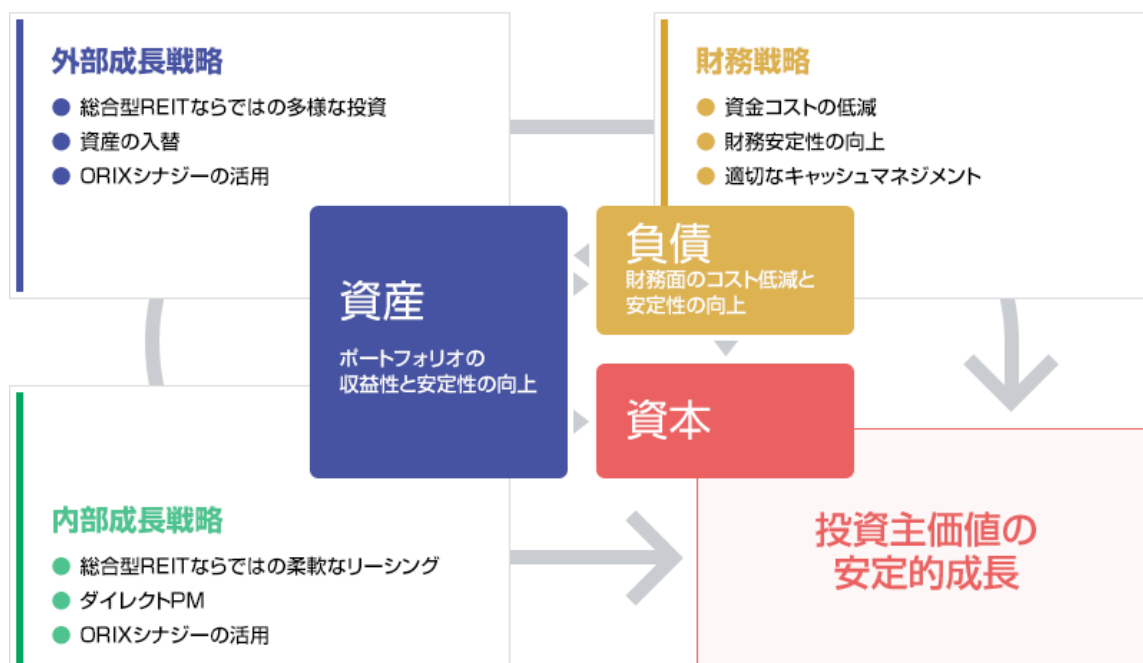 外部成長戦略
総合型REITならではの多様な投資
資産の入替
ORIXシナジーの活用
財務戦略
資金コストの低減
財務安定性の向上
適切なキャッシュマネジメント
資産
ポートフォリオの
収益性と安定性の向上
負債
財務面のコスト低減と
安定性の向上
資本
内部成長戦略
総合型REITならではの柔軟なリーシング
ダイレクトPM
ORIXシナジーの活用
投資主価値の
安定的成長